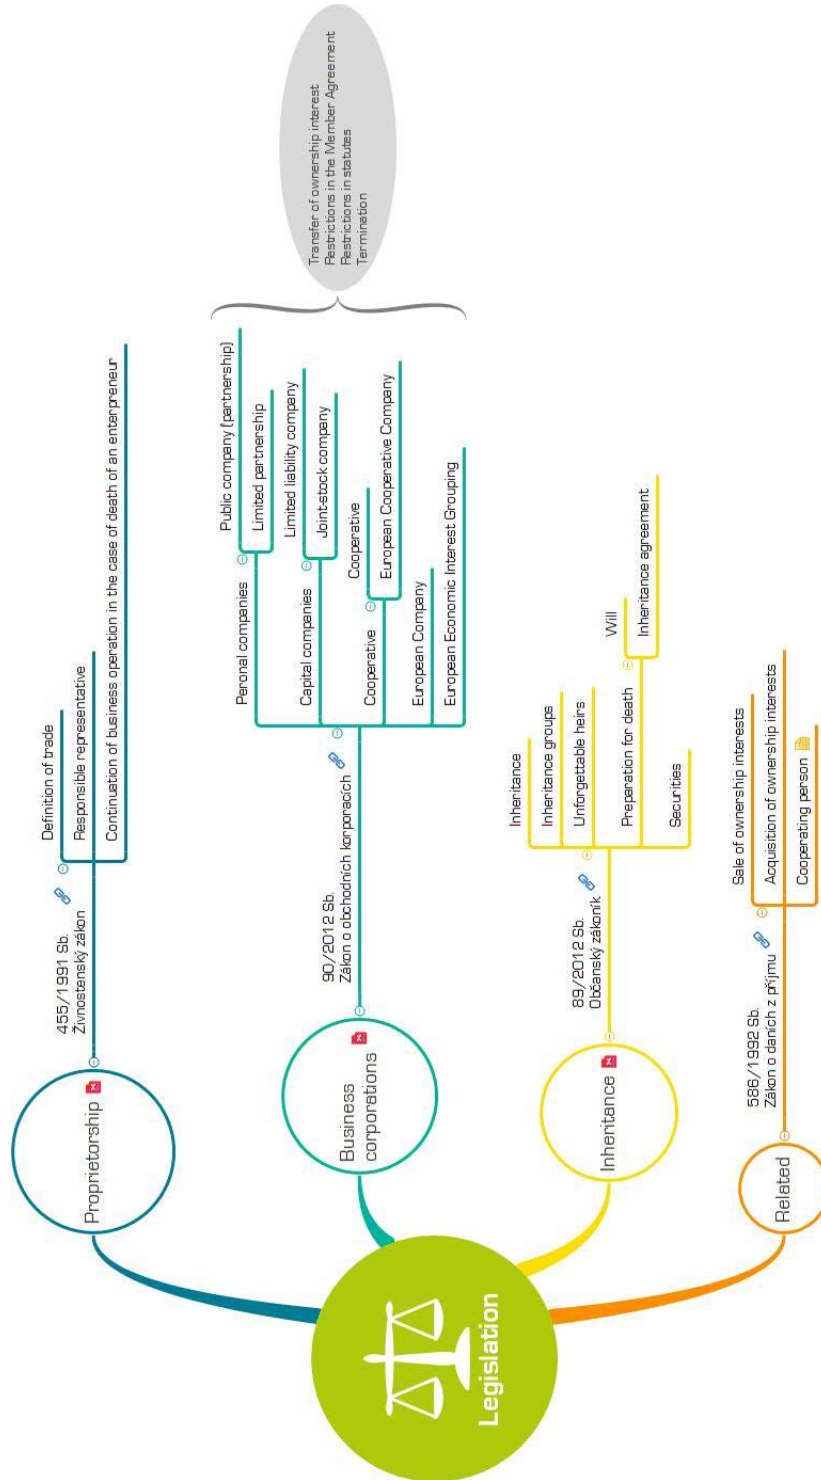 Legislation
Proprietorship
455/1991 Sb.
Živnostenský zákon
Definition of trade
Responsible representative
Continuation of business operation in the case of death of an enterpreneur
Business
corporations
90/2012 Sb.
Zákon o obchodních korporacích
Peronal companies
Public company (partnership)
Limited partnership
Capital companies
Limited liability company
Joint-stock company
Cooperative
Cooperative
European Cooperative Company
European Company
European Economic Interest Grouping
Transfer of ownership interest
Restrictions in the Member Agreement
Restrictions in statutes
Termination
Inheritance
89/2012 Sb.
Občanský zákoník
Inheritance
Inheritance groups
Unforgettable heirs
Preparation for death
Will
Inheritance agreement
Securities
Related
586/1992 Sb.
Zákon o daních z příjmu
Sale of ownership interests
Acquisition of ownership interests
Cooperating person